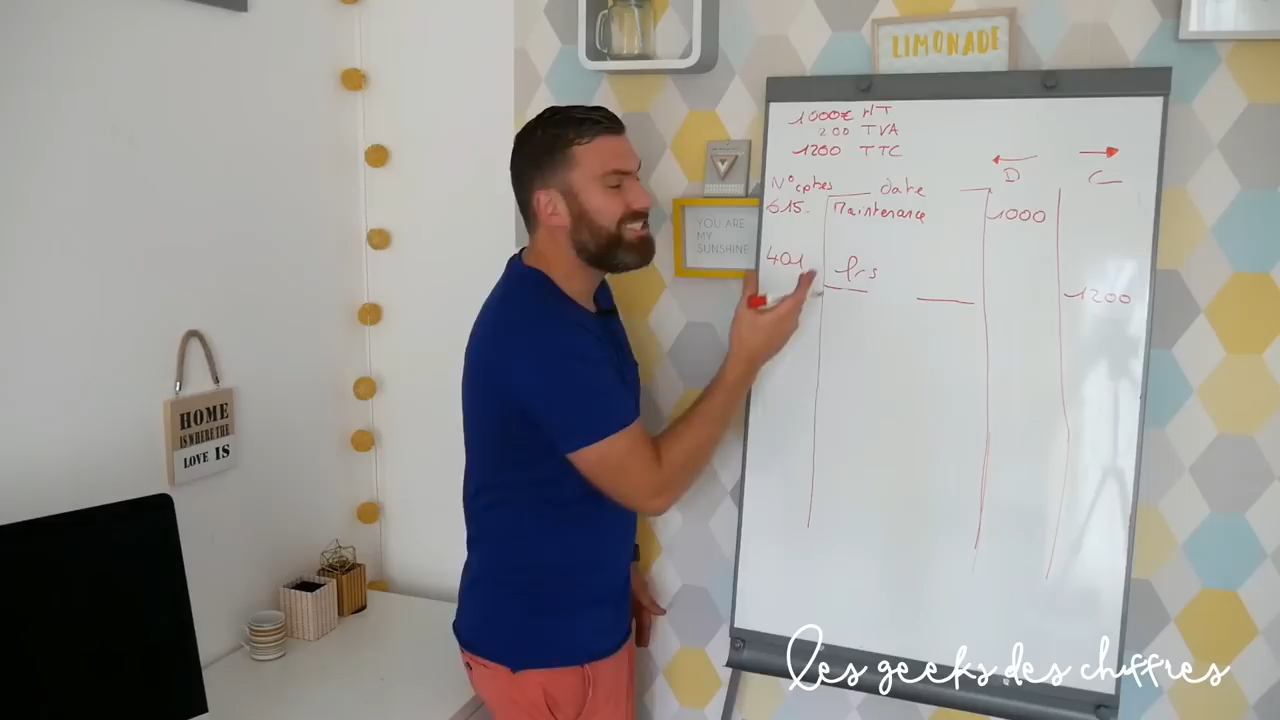 LIMONADE
1000€ HT
200 TVA
1200 TTC
D C
N° cptes date
615. Maintenance 1000
401 frs
1200
YOU ARE
MY
SUNSHINE
HOME
IS WHERE THE
LOVE IS
les geeks des chiffres